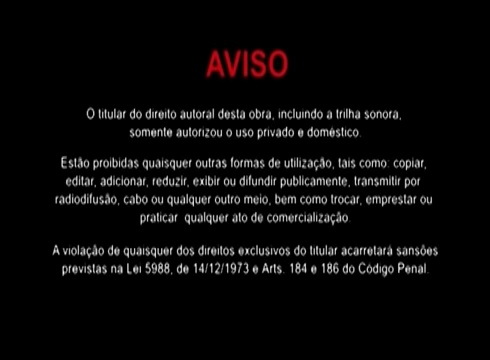 AVISO
O titular do direito autoral desta obra, incluindo a trilha sonora,
somente autorizou o uso privado e doméstico.
Estão proibidas quaisquer outras formas de utilização, tais como: copiar,
editar, adicionar, reduzir, exibir ou difundir publicamente, transmitir por
radiodifusão, cabo ou qualquer outro meio, bem como trocar, emprestar ou
praticar qualquer ato de comercialização.
A violação de quaisquer dos direitos exclusivos do titular acarretará sansões
previstas na Lei 5988, de 14/12/1973 e Arts. 184 e 186 do Código Penal.